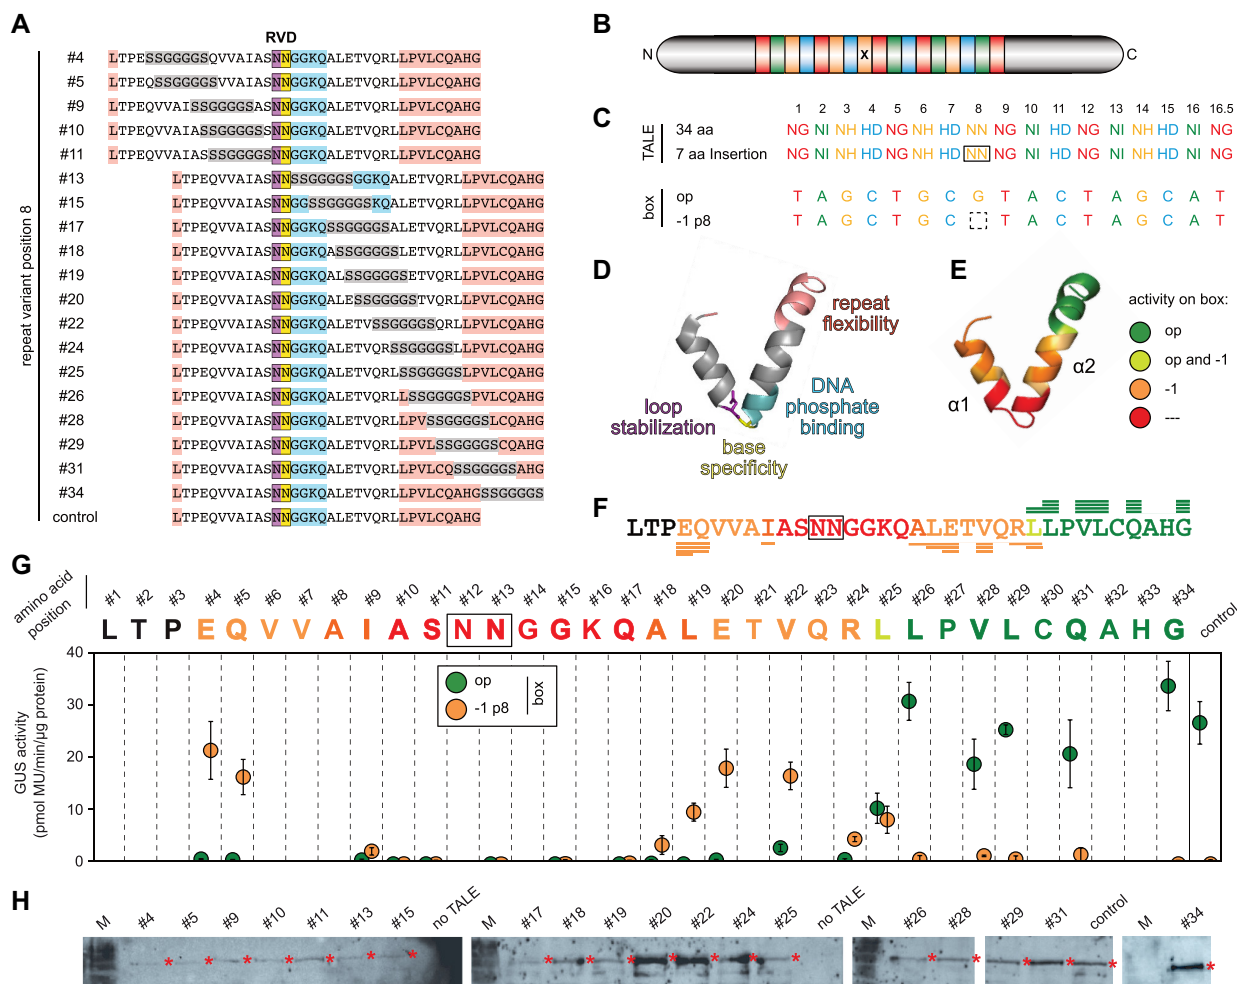 A
RVD
repeat variant position 8
#4 LTPESSGGGGSQVVAIASNNGGKQALETVQRLLPVLCQAHG
#5 LTPEQSSGGGGSVVAIASNNGGKQALETVQRLLPVLCQAHG
#9 LTPEQVVAISSGGGGSASNNGGKQALETVQRLLPVLCQAHG
#10 LTPEQVVAIASSGGGGSSNNGGKQALETVQRLLPVLCQAHG
#11 LTPEQVVAIASSSGGGGSNNGGKQALETVQRLLPVLCQAHG
#13 LTPEQVVAIASNNSSGGGGSGGKQALETVQRLLPVLCQAHG
#15 LTPEQVVAIASNNGGSSGGGGSKQALETVQRLLPVLCQAHG
#17 LTPEQVVAIASNNGGKQSSGGGGSALETVQRLLPVLCQAHG
#18 LTPEQVVAIASNNGGKQASSGGGGSLETVQRLLPVLCQAHG
#19 LTPEQVVAIASNNGGKQALSSGGGGSETVQRLLPVLCQAHG
#20 LTPEQVVAIASNNGGKQALESSGGGGSTVQRLLPVLCQAHG
#22 LTPEQVVAIASNNGGKQALETVSSGGGGSQRLLPVLCQAHG
#24 LTPEQVVAIASNNGGKQALETVQRSSGGGGSLLPVLCQAHG
#25 LTPEQVVAIASNNGGKQALETVQRLSSGGGGSLPVLCQAHG
#26 LTPEQVVAIASNNGGKQALETVQRLLSSGGGGSPVLCQAHG
#28 LTPEQVVAIASNNGGKQALETVQRLLPVSSGGGGSLCQAHG
#29 LTPEQVVAIASNNGGKQALETVQRLLPVLSSGGGGSCQAHG
#31 LTPEQVVAIASNNGGKQALETVQRLLPVLCQSSGGGGSAHG
#34 LTPEQVVAIASNNGGKQALETVQRLLPVLCQAHGSSGGGGS
control LTPEQVVAIASNNGGKQALETVQRLLPVLCQAHG
B
N X C
C
1 2 3 4 5 6 7 8 9 10 11 12 13 14 15 16 16.5
TALE
34 aa NG NI NH HD NG NH HD NN NG NI HD NG NI NH HD NI NG
7 aa Insertion NG NI NH HD NG NH HD NN NG NI HD NG NI NH HD NI NG
box
op T A G C T G C G T A C T A G C A T
-1 p8 T A G C T G C T A C T A G C A T
D
repeat
flexibility
DNA
phosphate
binding
loop
stabilization
base
specificity
E
α1
α2
activity on box:
op
op and -1
-1
---
F
LTPEQVVAIASNNGGKQALETVQRLLPVLCQAHG
G
amino acid
position
#1 #2 #3 #4 #5 #6 #7 #8 #9 #10 #11 #12 #13 #14 #15 #16 #17 #18 #19 #20 #21 #22 #23 #24 #25 #26 #27 #28 #29 #30 #31 #32 #33 #34 control
L T P E Q V V A I A S N N G G K Q A L E T V Q R L L P V L C Q A H G
GUS activity
(pmol MU/min/µg protein)
40
30
20
10
0
op
-1 p8
box
H
M #4 #5 #9 #10 #11 #13 #15 no TALE
M #17 #18 #19 #20 #22 #24 #25 no TALE
M #26 #28 #29 #31 control
M #34
* * * * * * * * * * * * * * * * * * * *